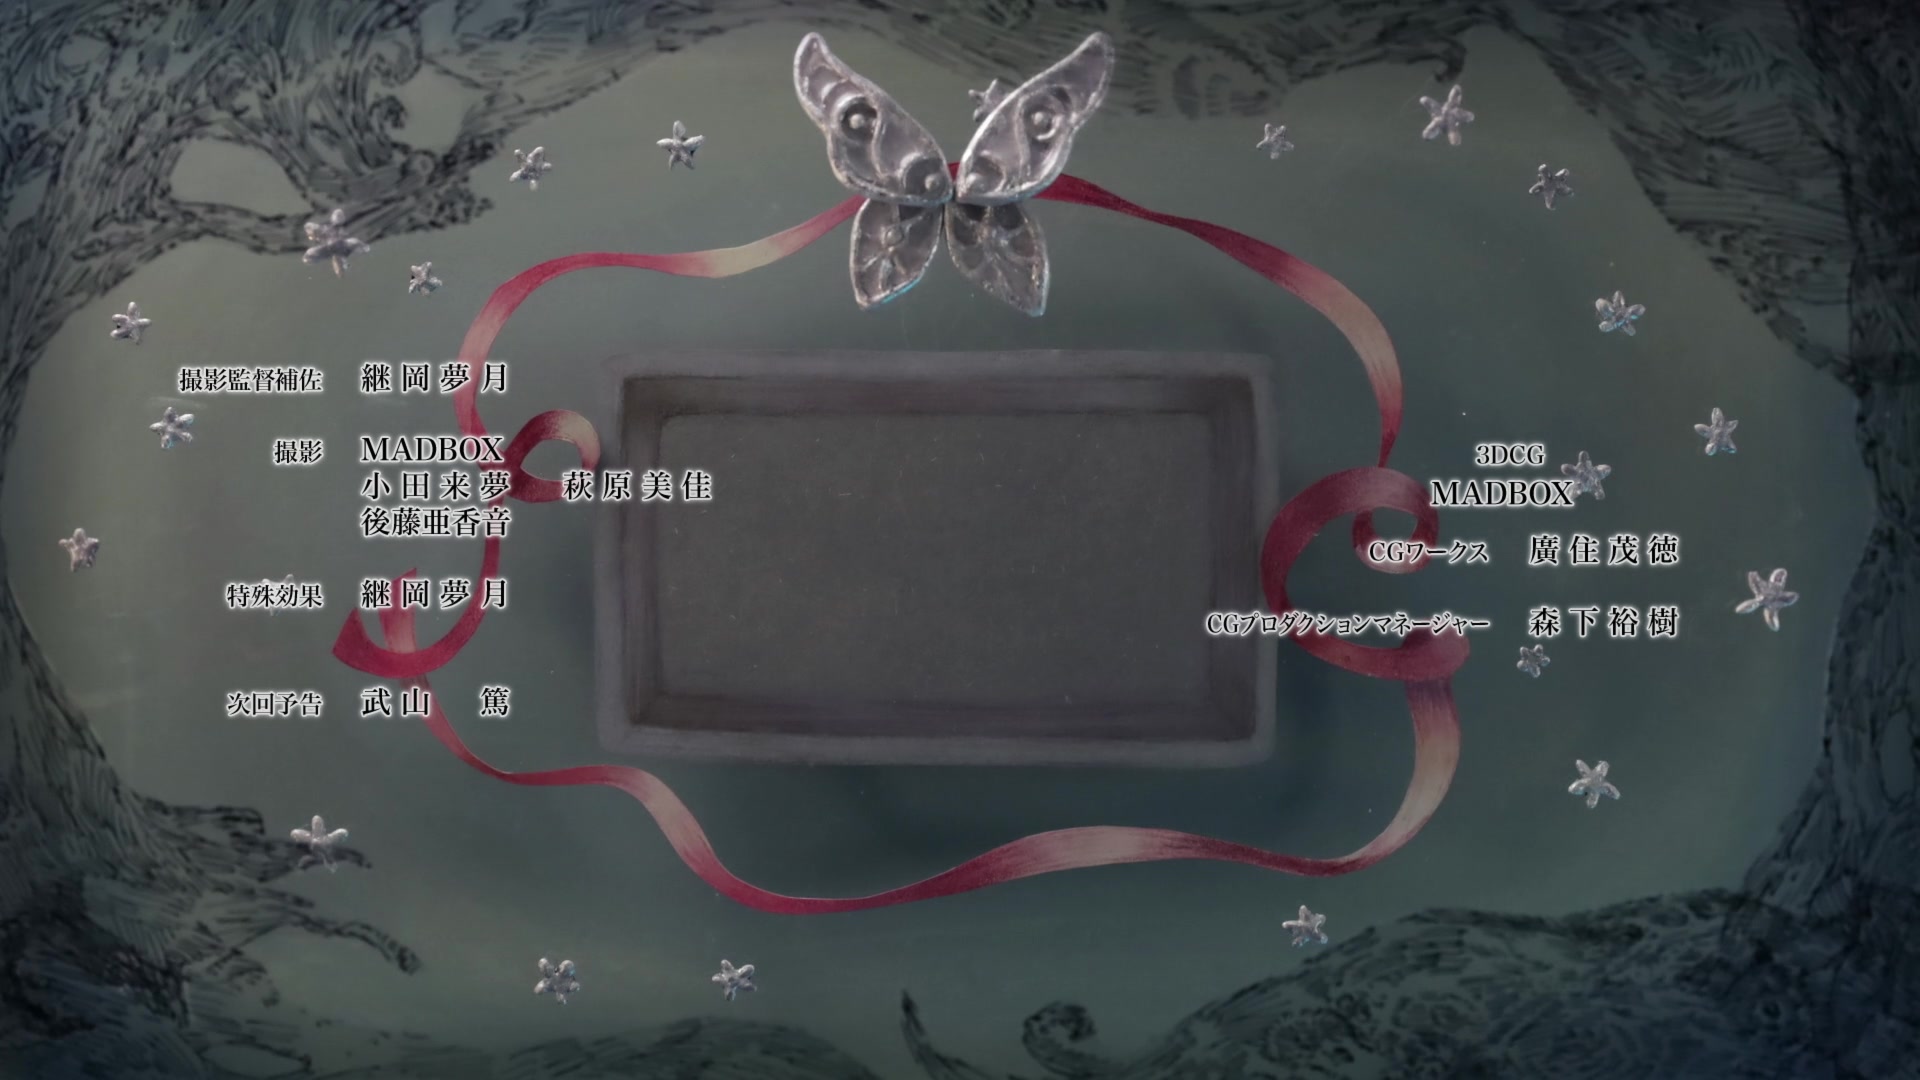 撮影監督補佐 継岡夢月
撮影 MADBOX
小田来夢 萩原美佳
後藤亜香音
特殊効果 継岡夢月
次回予告 武山 篤
3DCG
MADBOX
CGワークス 廣住茂徳
CGプロダクションマネージャー 森下裕樹